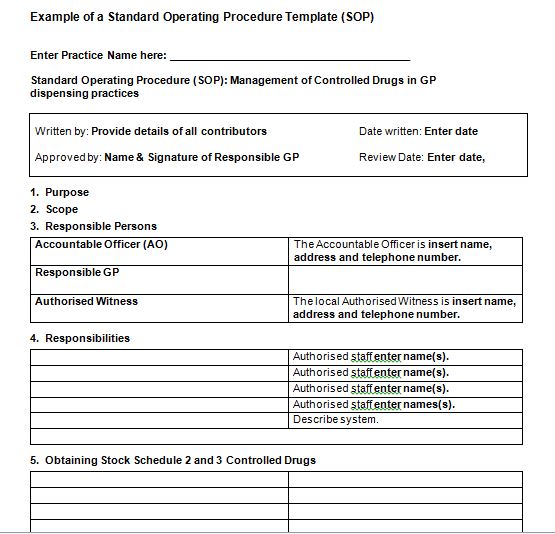 Example of a Standard Operating Procedure Template (SOP)
Enter Practice Name here: ________________________________________
Standard Operating Procedure (SOP): Management of Controlled Drugs in GP
dispensing practices
Written by: Provide details of all contributors Date written: Enter date
Approved by: Name & Signature of Responsible GP Review Date: Enter date,
1. Purpose
2. Scope
3. Responsible Persons
Accountable Officer (AO) The Accountable Officer is insert name,
address and telephone number.
Responsible GP
Authorised Witness The local Authorised Witness is insert name,
address and telephone number.
4. Responsibilities
Authorised staff enter name(s).
Authorised staff enter name(s).
Authorised staff enter name(s).
Authorised staff enter names(s).
Describe system.
5. Obtaining Stock Schedule 2 and 3 Controlled Drugs